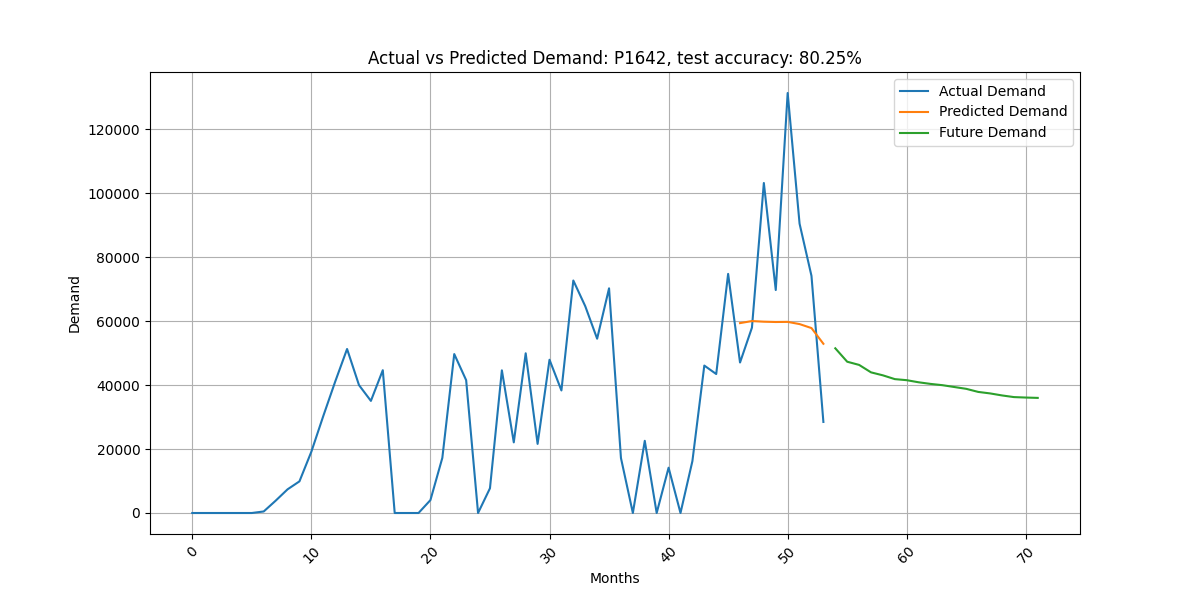 Actual vs Predicted Demand: P1642, test accuracy: 80.25%
Actual Demand
Predicted Demand
Future Demand
120000
100000
80000
60000
40000
20000
0
Demand
0 10 20 30 40 50 60 70
Months